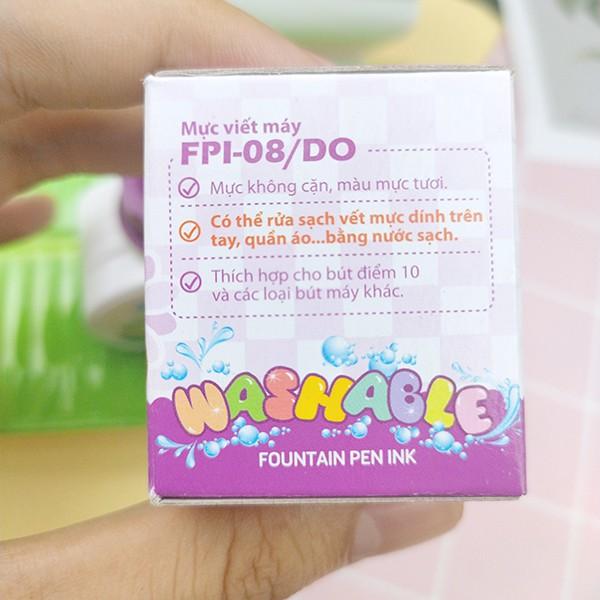 Mực viết máy
FPI-08/DO
Mực không cặn, màu mực tươi.
Có thể rửa sạch vết mực dính trên
tay, quần áo...bằng nước sạch.
Thích hợp cho bút điểm 10
và các loại bút máy khác.
WASHABLE
FOUNTAIN PEN INK